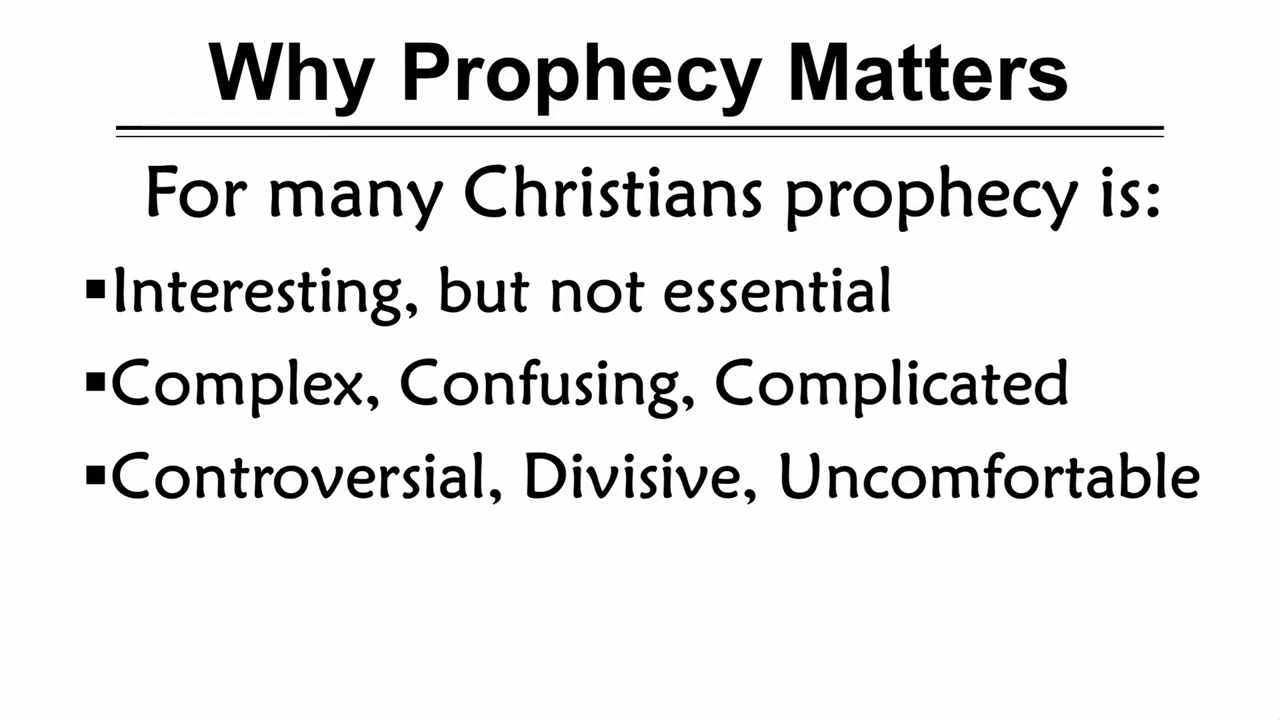 Why Prophecy Matters
For many Christians prophecy is:
▪Interesting, but not essential
▪Complex, Confusing, Complicated
▪Controversial, Divisive, Uncomfortable